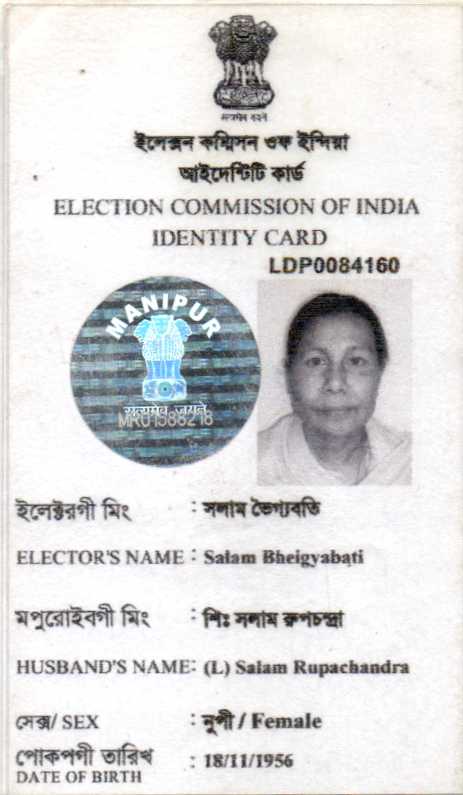 सत्यमेव जयते
ইলেক্সন কম্মিসন ওফ ইন্দিয়া
আইদেন্টিটি কার্ড
ELECTION COMMISSION OF INDIA
IDENTITY CARD
LDP0084160
MANIPUR
सत्यमेव जयते
MRU1588218
ইলেক্টরগী মিং : সলাম ভৈগ্যবতি
ELECTOR'S NAME : Salam Bheigyabati
মপুরোইবগী মিং : শিঃ সলাম রুপচন্দ্রা
HUSBAND'S NAME: (L) Salam Rupachandra
সেক্স/ SEX : নুপী / Female
পোকপগী তারিখ : 18/11/1956
DATE OF BIRTH